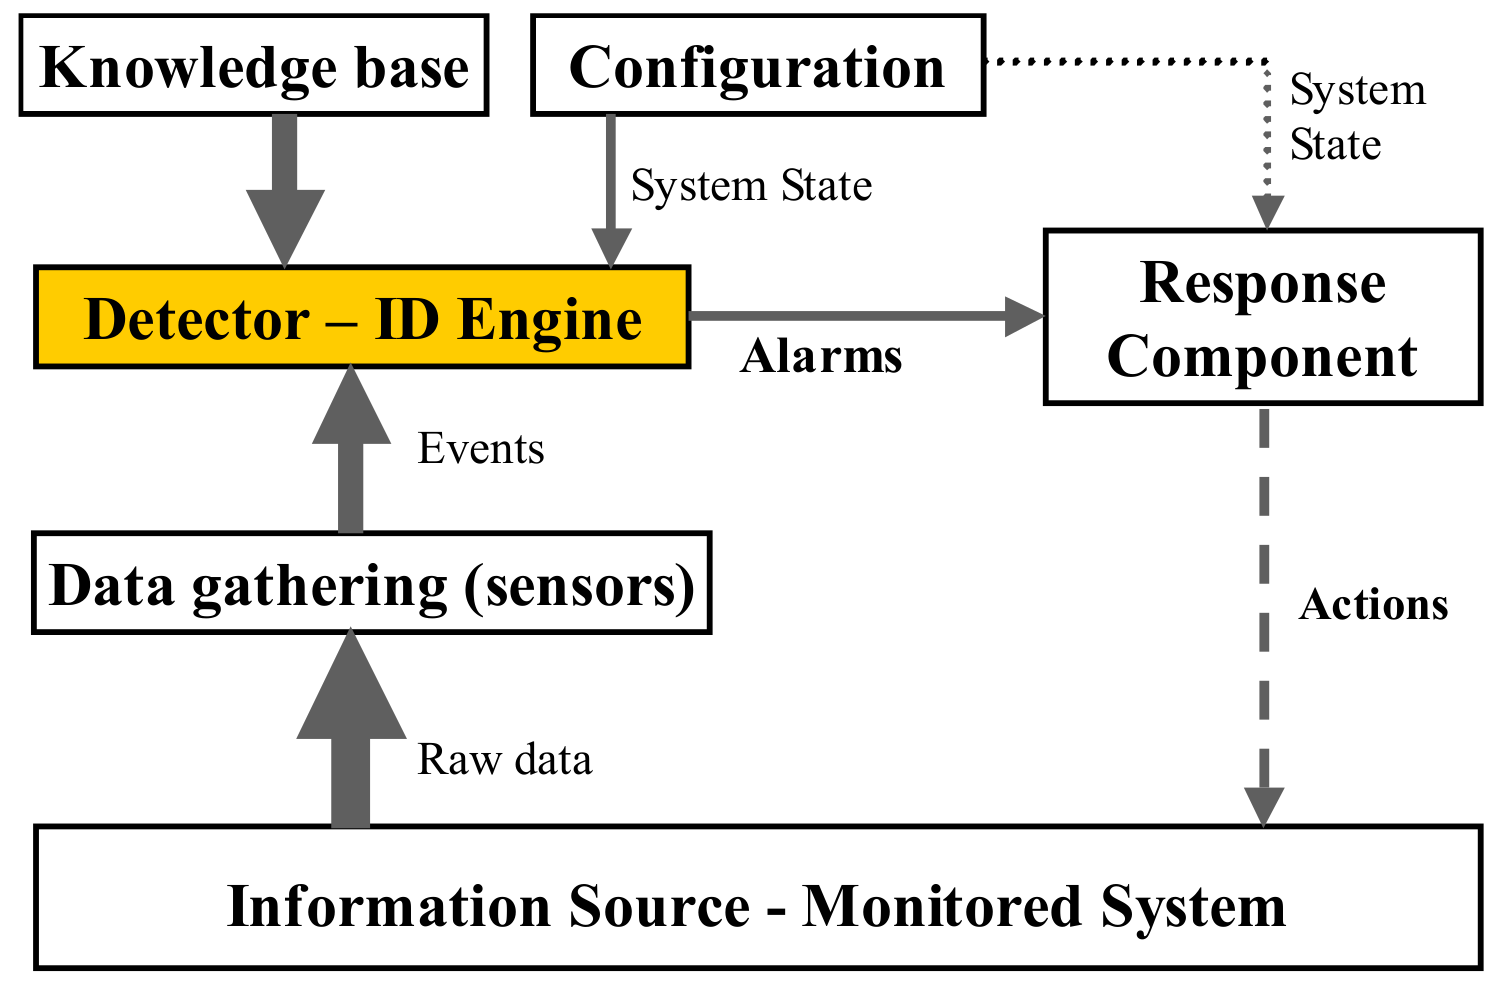 Knowledge base
Configuration
System
State
System State
Detector – ID Engine
Response
Component
Alarms
Events
Data gathering (sensors)
Actions
Raw data
Information Source - Monitored System